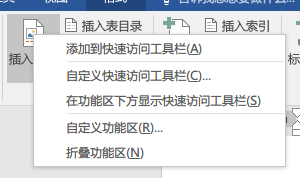 插入表目录
插入索引
插入
添加到快速访问工具栏(A)
自定义快速访问工具栏(C)...
在功能区下方显示快速访问工具栏(S)
自定义功能区(R)...
折叠功能区(N)